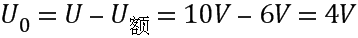 U₀ = U − U额 = 10V − 6V = 4V